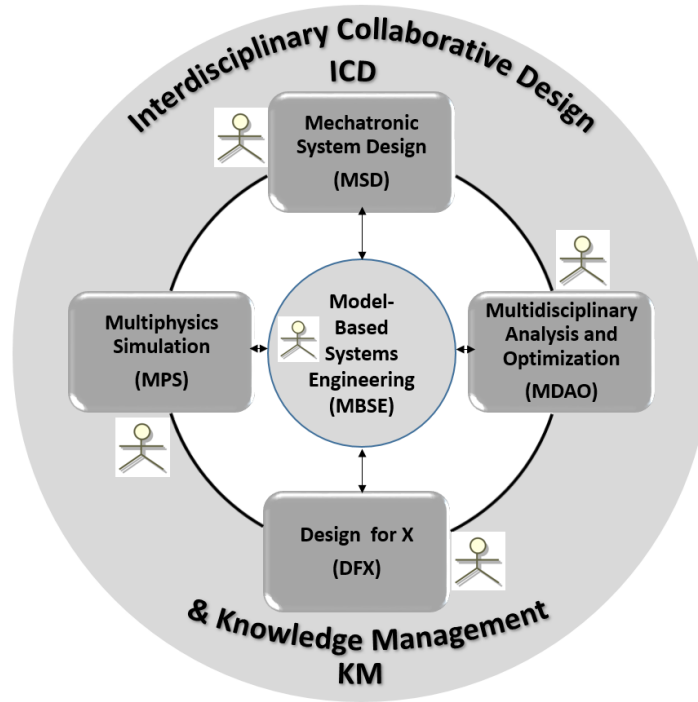 Interdisciplinary Collaborative Design
ICD
Mechatronic
System Design
(MSD)
Multiphysics
Simulation
(MPS)
Model-
Based
Systems
Engineering
(MBSE)
Multidisciplinary
Analysis and
Optimization
(MDAO)
Design for X
(DFX)
& Knowledge Management
KM